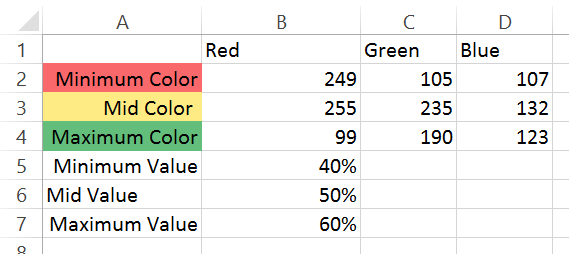 A B C D
1 Red Green Blue
2 Minimum Color 249 105 107
3 Mid Color 255 235 132
4 Maximum Color 99 190 123
5 Minimum Value 40%
6 Mid Value 50%
7 Maximum Value 60%
8